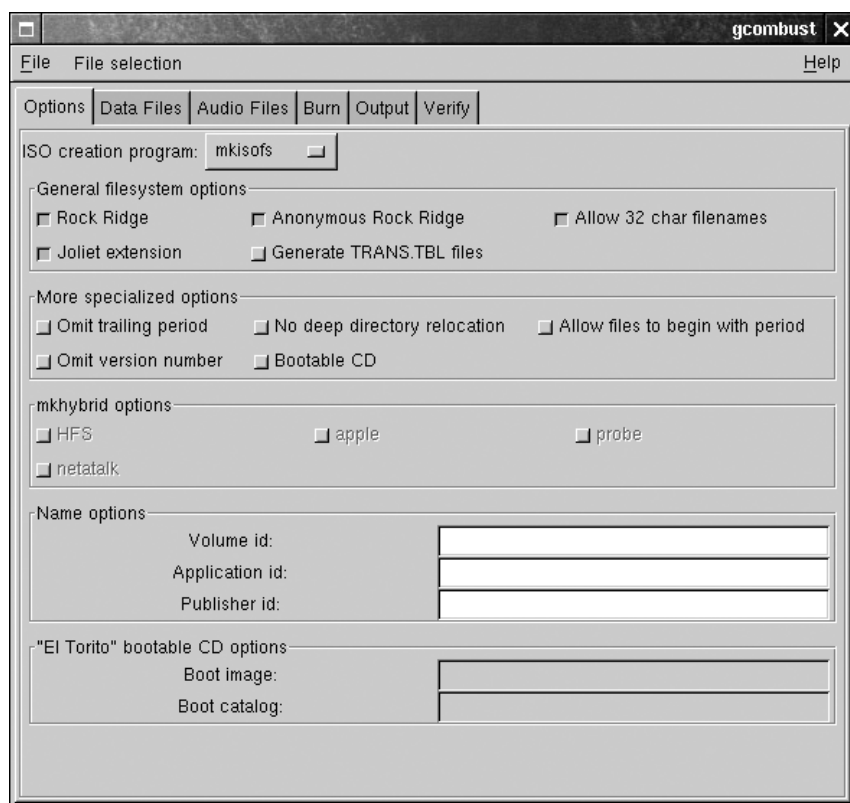 gcombust
File File selection Help
Options Data Files Audio Files Burn Output Verify
ISO creation program: mkisofs
General filesystem options
Rock Ridge Anonymous Rock Ridge Allow 32 char filenames
Joliet extension Generate TRANS.TBL files
More specialized options
Omit trailing period No deep directory relocation Allow files to begin with period
Omit version number Bootable CD
mkhybrid options
HFS apple probe
netatalk
Name options
Volume id:
Application id:
Publisher id:
"El Torito" bootable CD options
Boot image:
Boot catalog: